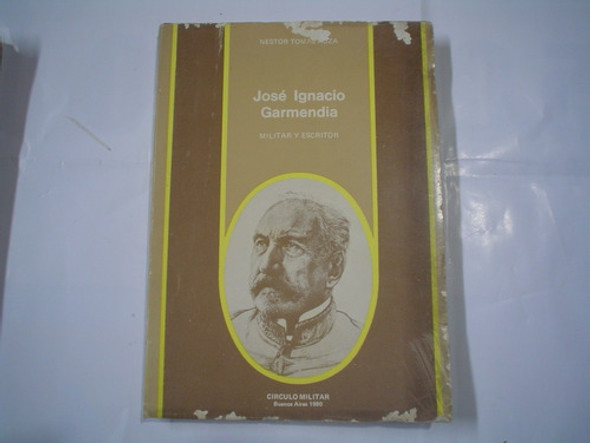 NESTOR TOMAS AUZA
José Ignacio
Garmendia
MILITAR Y ESCRITOR
CIRCULO MILITAR
Buenos Aires 1980